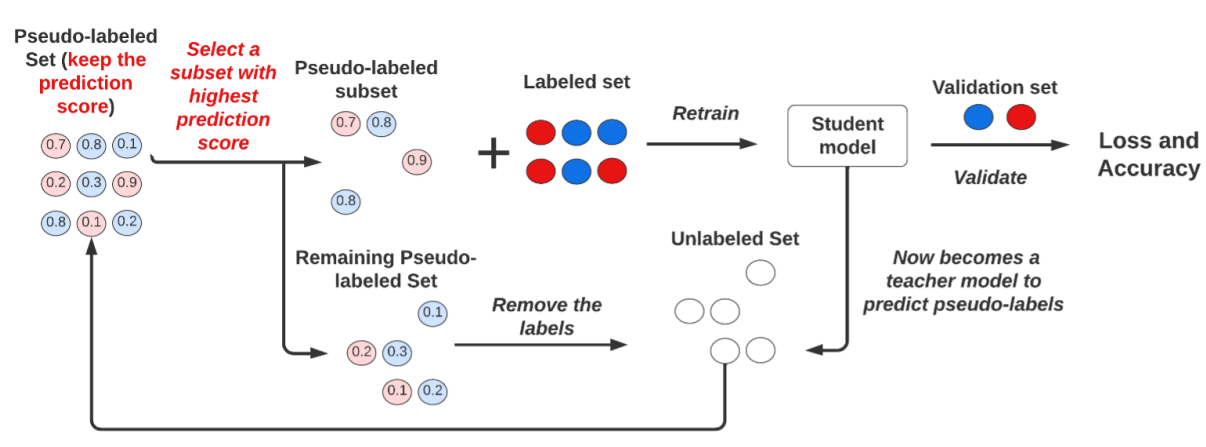 Pseudo-labeled
Set (keep the
prediction
score)
0.7 0.8 0.1
0.2 0.3 0.9
0.8 0.1 0.2
Select a
subset with
highest
prediction
score
Pseudo-labeled
subset
0.7 0.8
0.9
0.8
+
Labeled set
Retrain
Student
model
Validation set
Validate
Loss and
Accuracy
Remaining Pseudo-
labeled Set
0.1
0.2 0.3
0.1 0.2
Remove the
labels
Unlabeled Set
Now becomes a
teacher model to
predict pseudo-labels